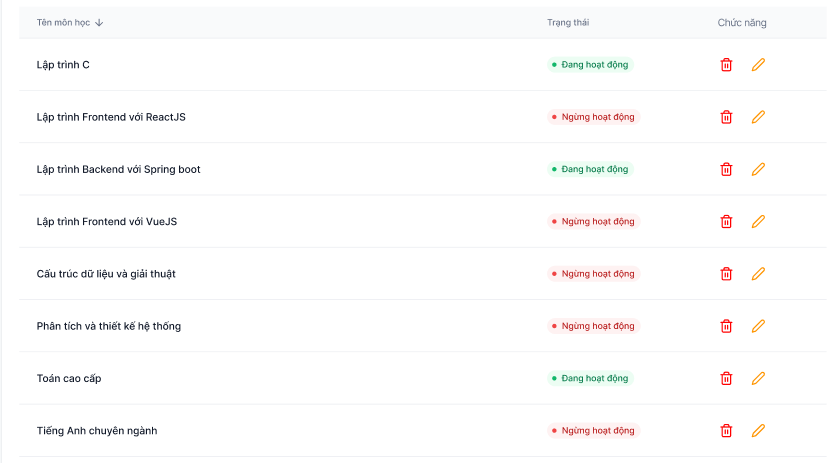 Tên môn học Trạng thái Chức năng
Lập trình C Đang hoạt động
Lập trình Frontend với ReactJS Ngừng hoạt động
Lập trình Backend với Spring boot Đang hoạt động
Lập trình Frontend với VueJS Ngừng hoạt động
Cấu trúc dữ liệu và giải thuật Ngừng hoạt động
Phân tích và thiết kế hệ thống Ngừng hoạt động
Toán cao cấp Đang hoạt động
Tiếng Anh chuyên ngành Ngừng hoạt động